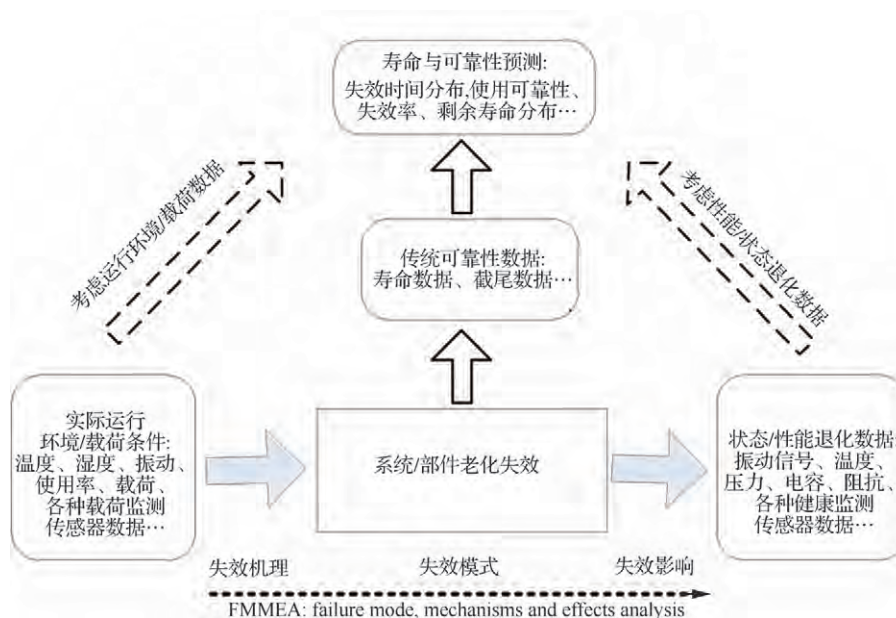 寿命与可靠性预测:
失效时间分布,使用可靠性、
失效率、剩余寿命分布…
考虑运行环境/载荷数据
考虑性能/状态退化数据
传统可靠性数据:
寿命数据、截尾数据…
实际运行
环境/载荷条件:
温度、湿度、振动、
使用率、载荷、
各种载荷监测
传感器数据…
系统/部件老化失效
状态/性能退化数据:
振动信号、温度、
压力、电容、阻抗、
各种健康监测
传感器数据…
失效机理
失效模式
失效影响
FMMEA: failure mode, mechanisms and effects analysis